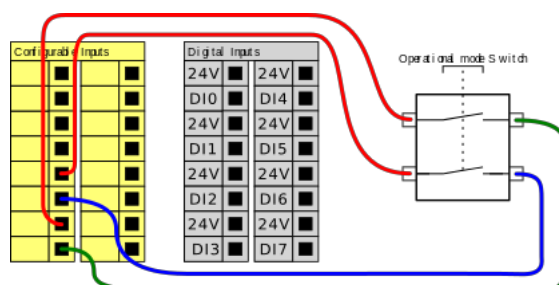 Configurable Inputs
Digital Inputs
Operational mode Switch
24V 24V
DI0 DI4
24V 24V
DI1 DI5
24V 24V
DI2 DI6
24V 24V
DI3 DI7